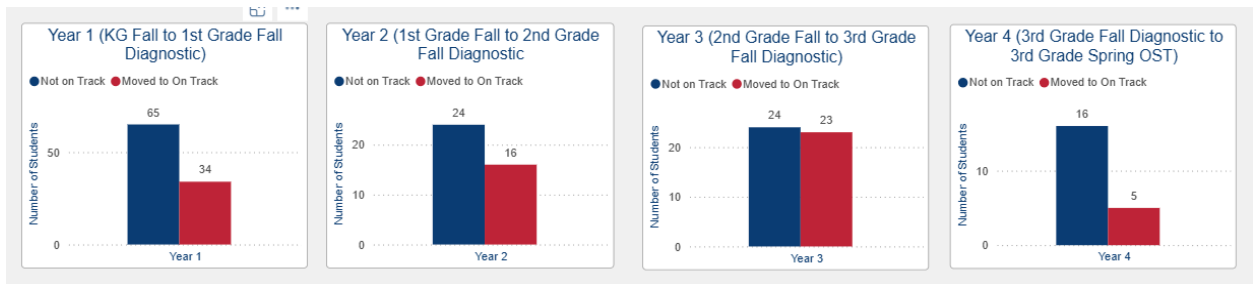 Year 1 (KG Fall to 1st Grade Fall
Diagnostic)
Not on Track Moved to On Track
65
34
50
0
Number of Students
Year 1
Year 2 (1st Grade Fall to 2nd Grade
Fall Diagnostic
Not on Track Moved to On Track
24
16
20
10
0
Number of Students
Year 2
Year 3 (2nd Grade Fall to 3rd Grade
Fall Diagnostic)
Not on Track Moved to On Track
24
23
20
10
0
Number of Students
Year 3
Year 4 (3rd Grade Fall Diagnostic to
3rd Grade Spring OST)
Not on Track Moved to On Track
16
5
10
0
Number of Students
Year 4